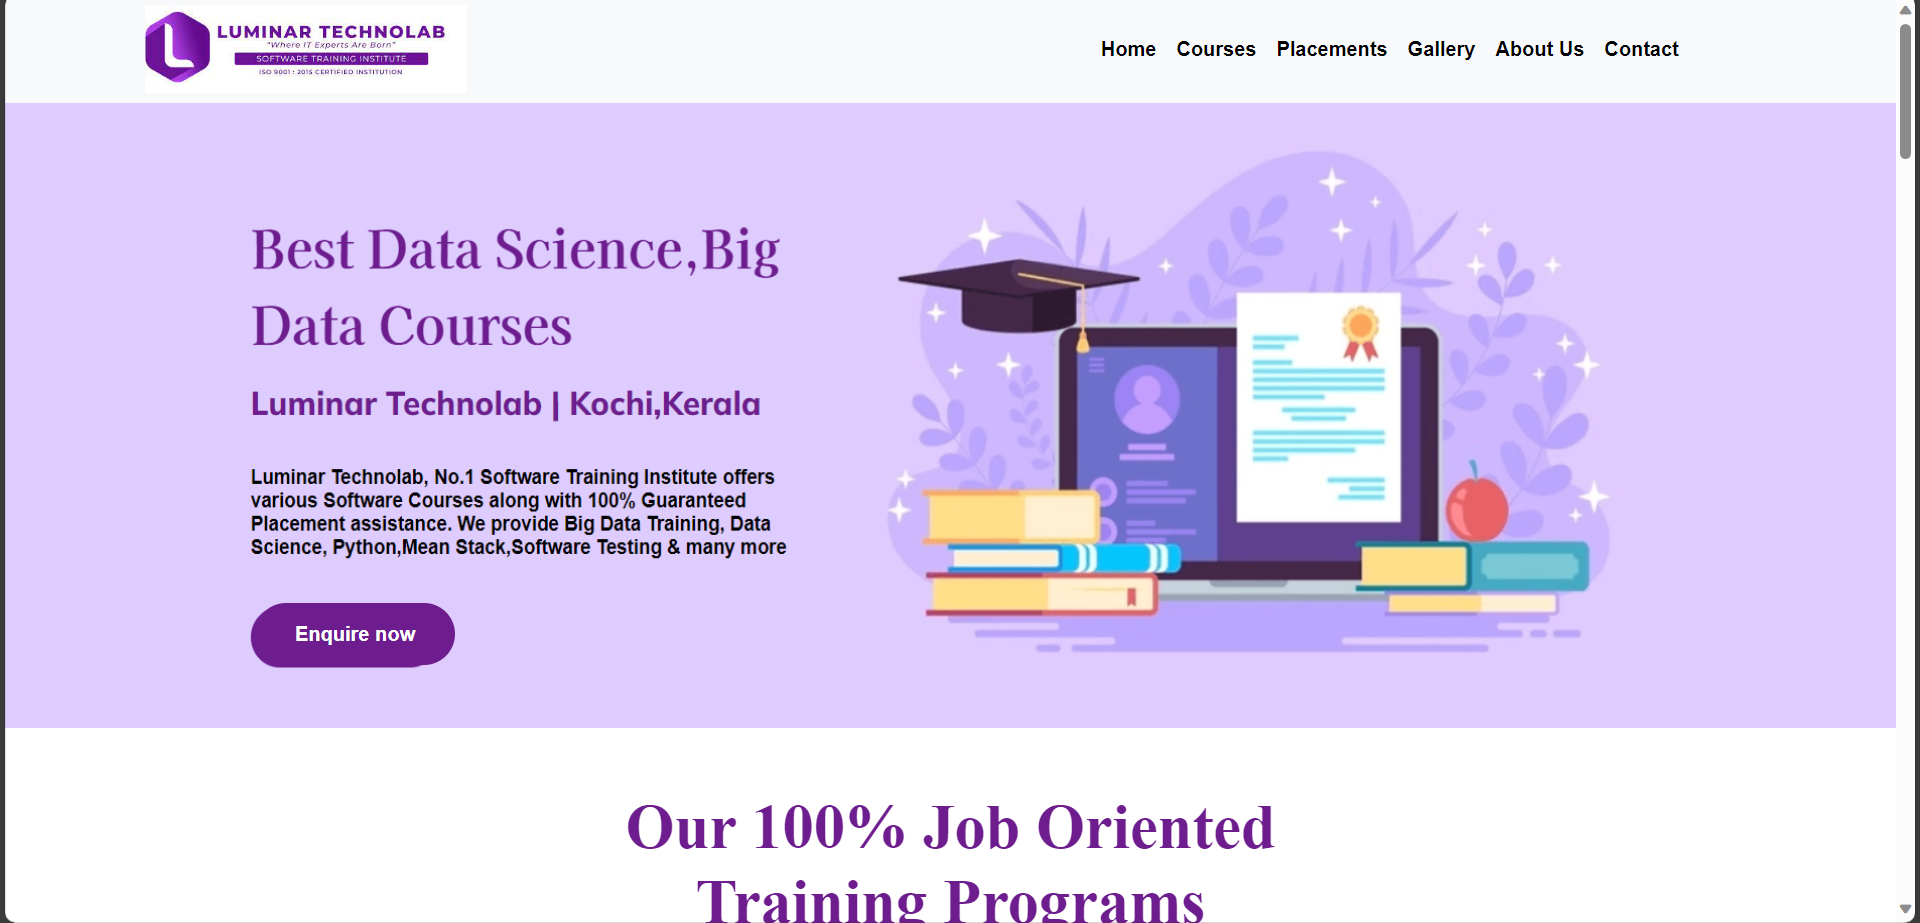 LUMINAR TECHNOLAB
"Where IT Experts Are Born"
SOFTWARE TRAINING INSTITUTE
ISO 9001 : 2015 CERTIFIED INSTITUTION
Home Courses Placements Gallery About Us Contact
Best Data Science,Big
Data Courses
Luminar Technolab | Kochi,Kerala
Luminar Technolab, No.1 Software Training Institute offers
various Software Courses along with 100% Guaranteed
Placement assistance. We provide Big Data Training, Data
Science, Python,Mean Stack,Software Testing & many more
Enquire now
Our 100% Job Oriented
Training Programs